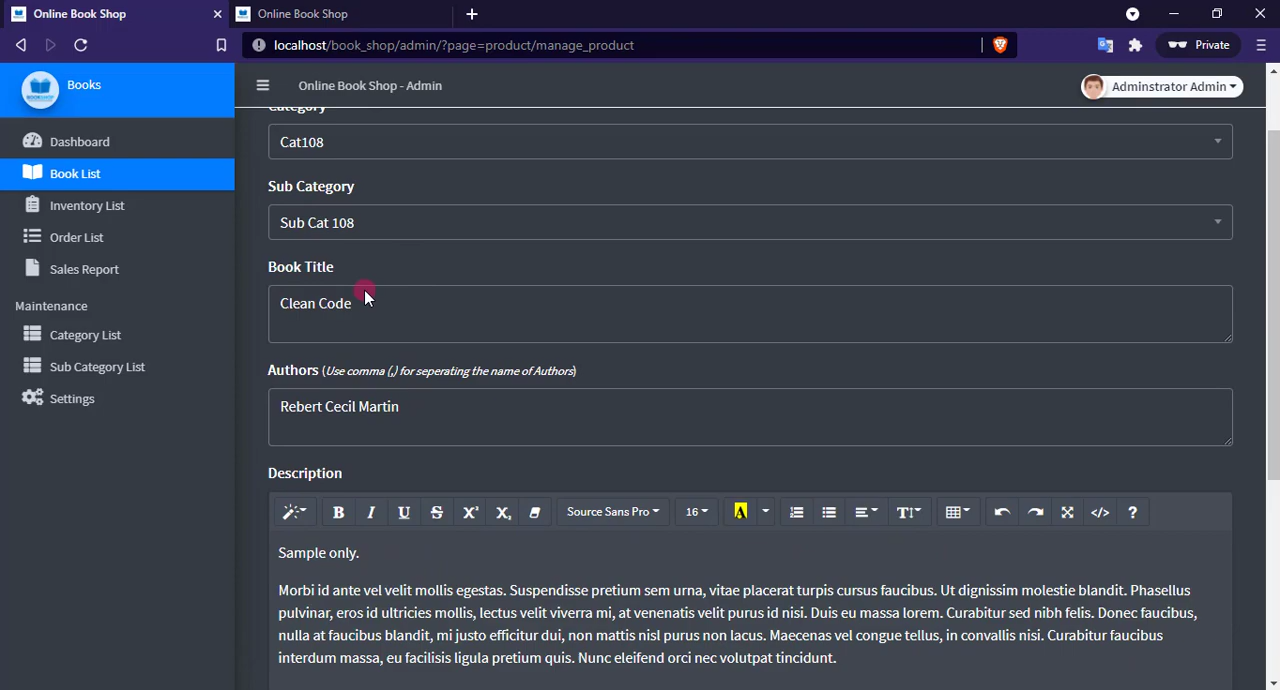 Online Book Shop
Online Book Shop
localhost/book_shop/admin/?page=product/manage_product
Private
Books
Online Book Shop - Admin
Adminstrator Admin
Dashboard
Book List
Inventory List
Order List
Sales Report
Maintenance
Category List
Sub Category List
Settings
Category
Cat108
Sub Category
Sub Cat 108
Book Title
Clean Code
Authors (Use comma (,) for seperating the name of Authors)
Rebert Cecil Martin
Description
Source Sans Pro
16
Sample only.
Morbi id ante vel velit mollis egestas. Suspendisse pretium sem urna, vitae placerat turpis cursus faucibus. Ut dignissim molestie blandit. Phasellus
pulvinar, eros id ultricies mollis, lectus velit viverra mi, at venenatis velit purus id nisi. Duis eu massa lorem. Curabitur sed nibh felis. Donec faucibus,
nulla at faucibus blandit, mi justo efficitur dui, non mattis nisl purus non lacus. Maecenas vel congue tellus, in convallis nisi. Curabitur faucibus
interdum massa, eu facilisis ligula pretium quis. Nunc eleifend orci nec volutpat tincidunt.